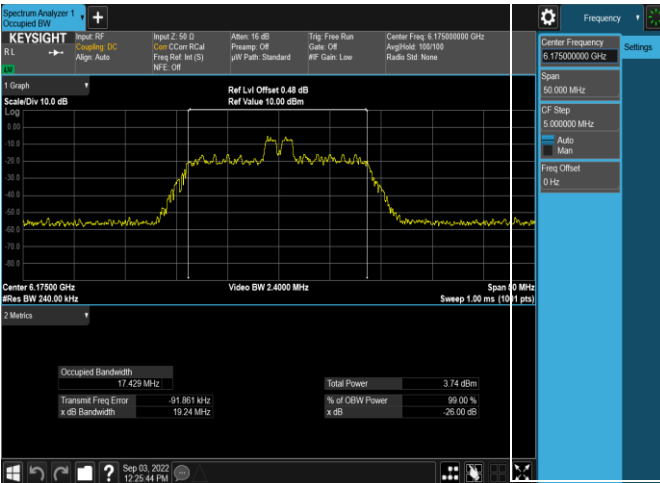 Spectrum Analyzer 1
Occupied BW
Frequency
KEYSIGHT
R L
LW
Input: RF
Coupling: DC
Align: Auto
Input Z: 50 Ω
Corr CCorr RCal
Freq Ref: Int (S)
NFE: Off
Atten: 16 dB
Preamp: Off
µW Path: Standard
Trig: Free Run
Gate: Off
#IF Gain: Low
Center Freq: 6.175000000 GHz
Avg|Hold: 100/100
Radio Std: None
Center Frequency
6.175000000 GHz
Settings
Span
50.000 MHz
CF Step
5.000000 MHz
Auto
Man
Freq Offset
0 Hz
1 Graph
Scale/Div 10.0 dB
Ref Lvl Offset 0.48 dB
Ref Value 10.00 dBm
Log
0.00
-10.0
-20.0
-30.0
-40.0
-50.0
-60.0
-70.0
-80.0
Center 6.17500 GHz
#Res BW 240.00 kHz
Video BW 2.4000 MHz
Span 50 MHz
Sweep 1.00 ms (1001 pts)
2 Metrics
Occupied Bandwidth
17.429 MHz
Transmit Freq Error -91.861 kHz
x dB Bandwidth 19.24 MHz
Total Power 3.74 dBm
% of OBW Power 99.00 %
x dB -26.00 dB
Sep 03, 2022
12:25:44 PM